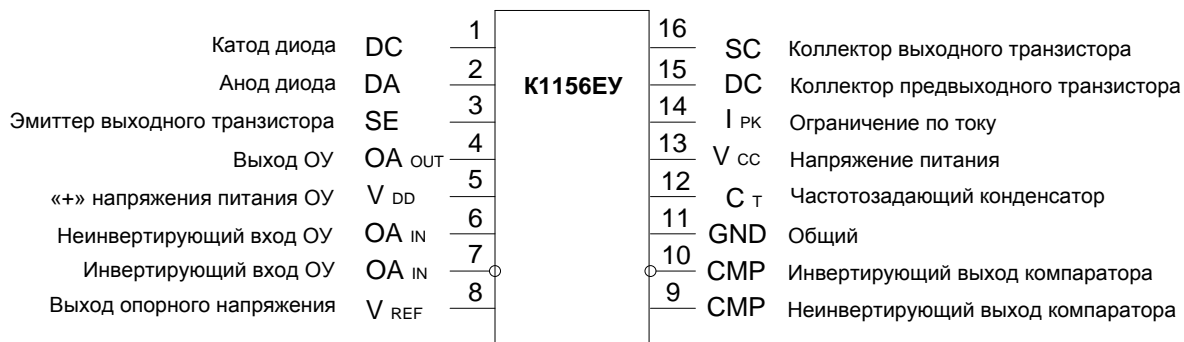 Катод диода DC 1
Анод диода DA 2
Эмиттер выходного транзистора SE 3
Выход ОУ OA OUT 4
«+» напряжения питания ОУ V DD 5
Неинвертирующий вход ОУ OA IN 6
Инвертирующий вход ОУ OA IN 7
Выход опорного напряжения V REF 8
К1156ЕУ
16 SC Коллектор выходного транзистора
15 DC Коллектор предвыходного транзистора
14 I PK Ограничение по току
13 V CC Напряжение питания
12 C T Частотозадающий конденсатор
11 GND Общий
10 CMP Инвертирующий выход компаратора
9 CMP Неинвертирующий выход компаратора